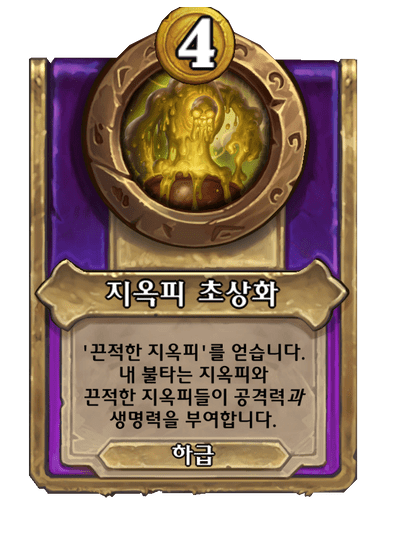 4
지옥피 초상화
'끈적한 지옥피'를 얻습니다.
내 불타는 지옥피와
끈적한 지옥피들이 공격력과
생명력을 부여합니다.
하급